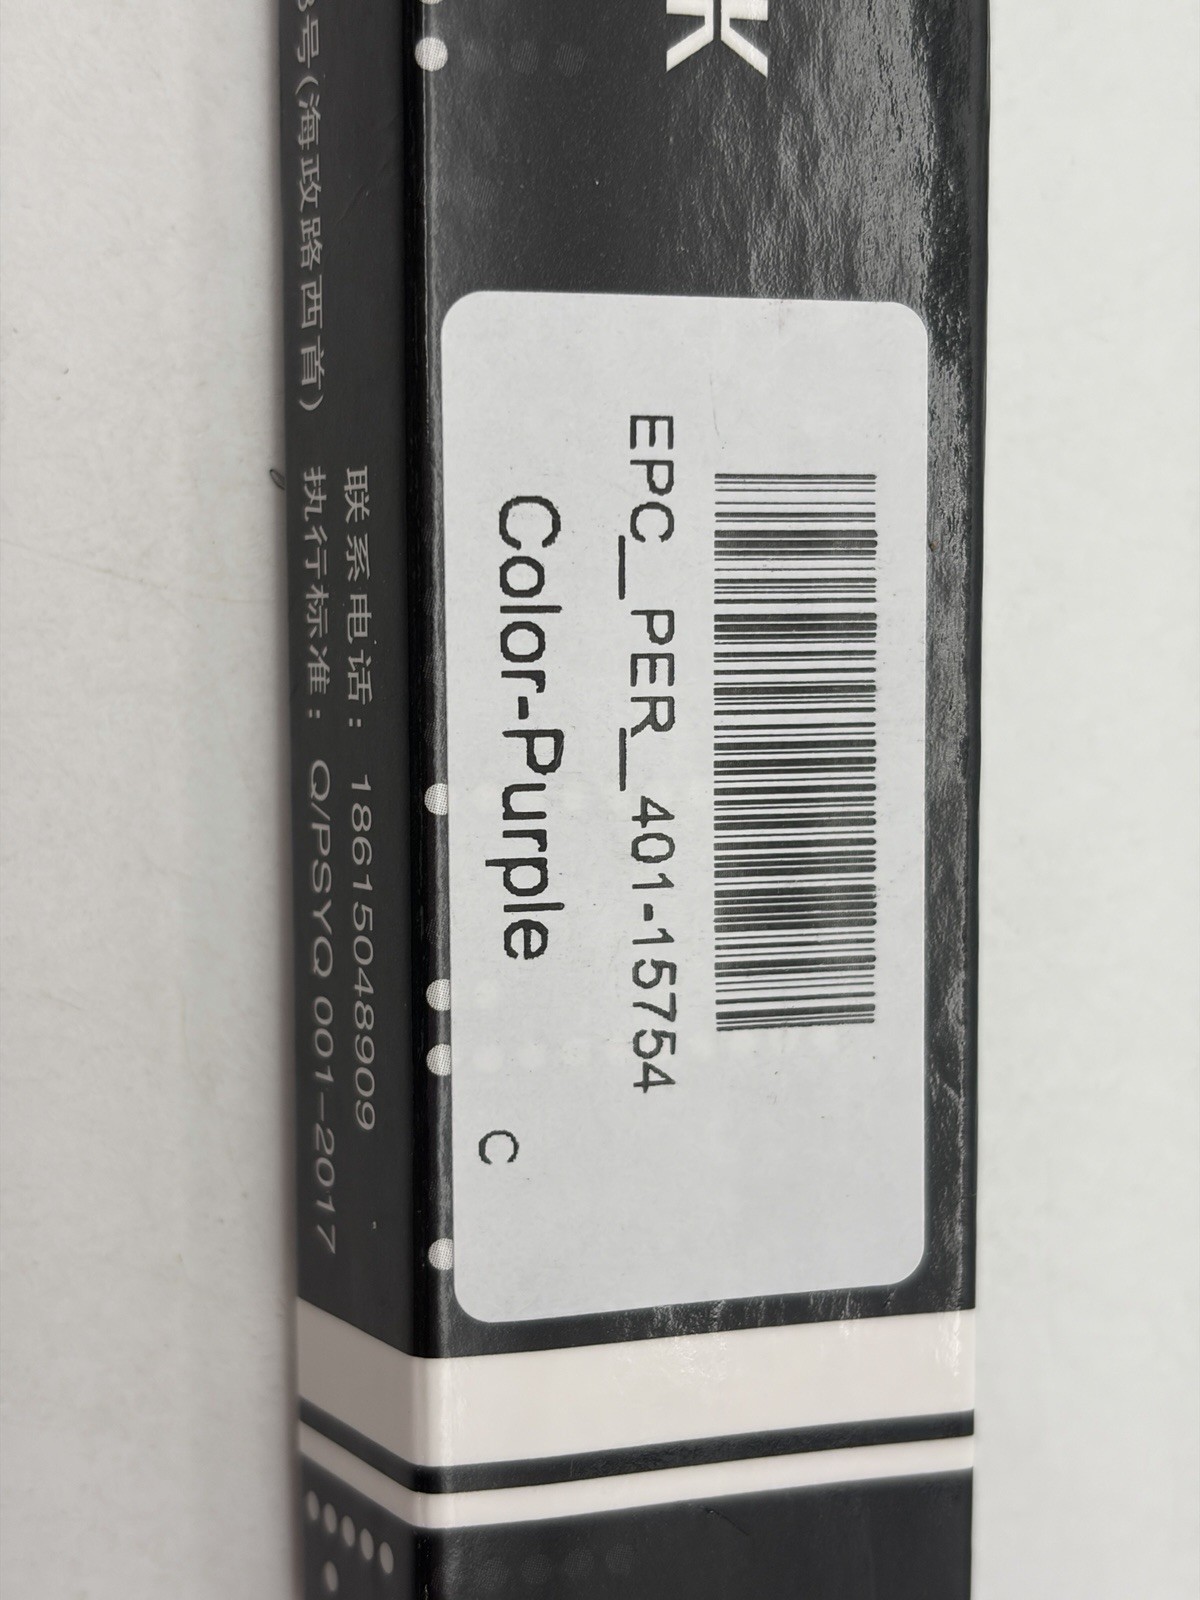 K
EPC_PER_401-15754
Color-Purple
C
联系电话：18615048909
号(海政路西首) 执行标准：Q/PSYQ 001-2017